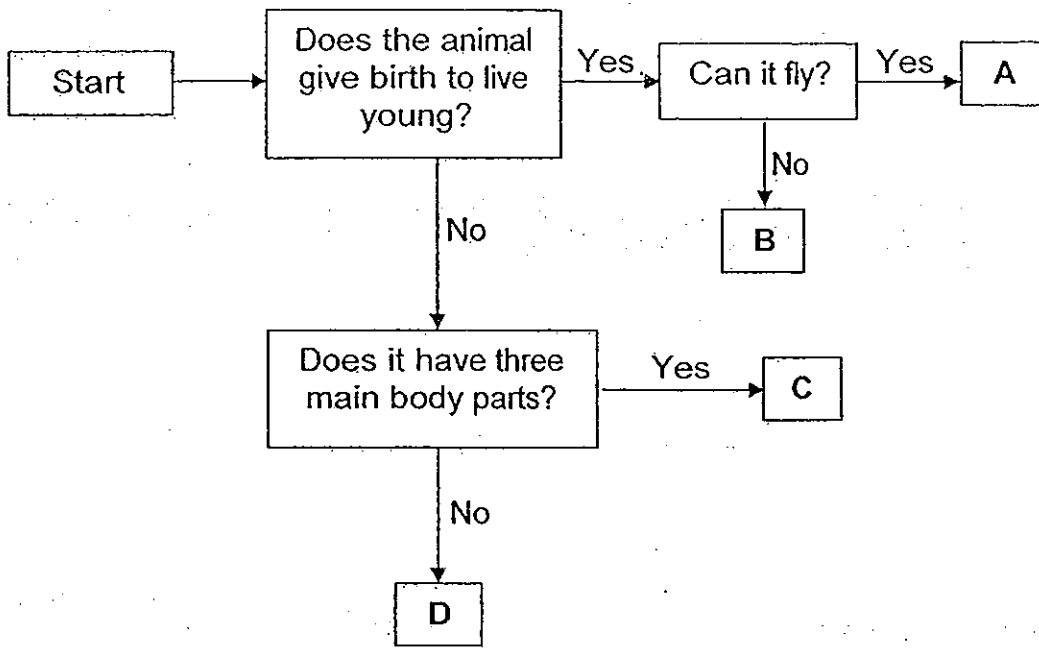 Start
Does the animal
give birth to live
young?
Yes
Can it fly?
Yes
A
No
B
No
Does it have three
main body parts?
Yes
C
No
D